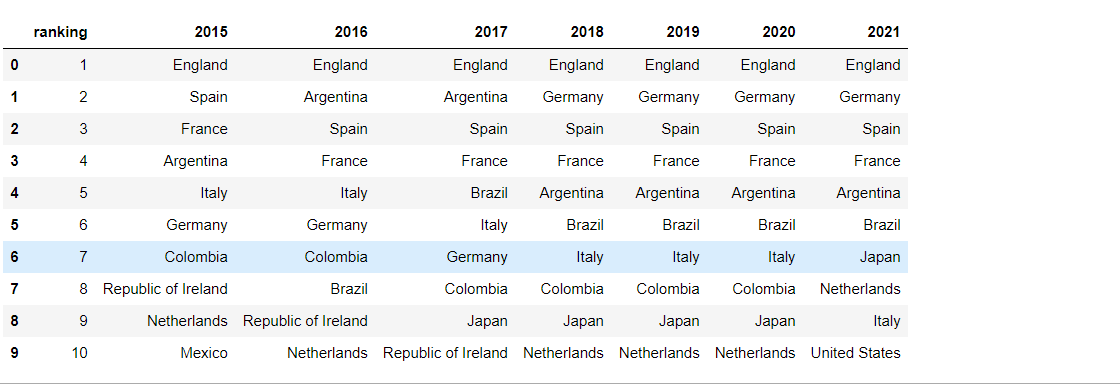 ranking 2015 2016 2017 2018 2019 2020 2021
0 1 England England England England England England England
1 2 Spain Argentina Argentina Germany Germany Germany Germany
2 3 France Spain Spain Spain Spain Spain Spain
3 4 Argentina France France France France France France
4 5 Italy Italy Brazil Argentina Argentina Argentina Argentina
5 6 Germany Germany Italy Brazil Brazil Brazil Brazil
6 7 Colombia Colombia Germany Italy Italy Italy Japan
7 8 Republic of Ireland Brazil Colombia Colombia Colombia Colombia Netherlands
8 9 Netherlands Republic of Ireland Japan Japan Japan Japan Italy
9 10 Mexico Netherlands Republic of Ireland Netherlands Netherlands Netherlands United States